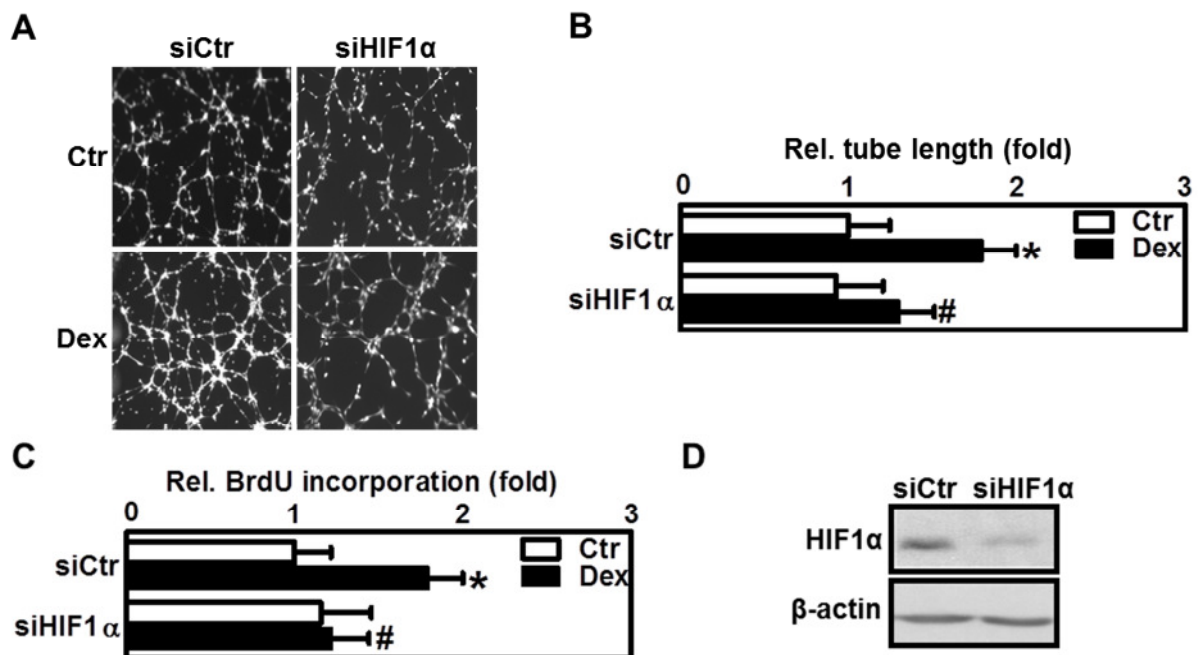 A
siCtr siHIF1α
Ctr
Dex
B
Rel. tube length (fold)
0 1 2 3
siCtr
siHIF1α
Ctr
Dex
*
#
C
Rel. BrdU incorporation (fold)
0 1 2 3
siCtr
siHIF1α
Ctr
Dex
*
#
D
siCtr siHIF1α
HIF1α
β-actin